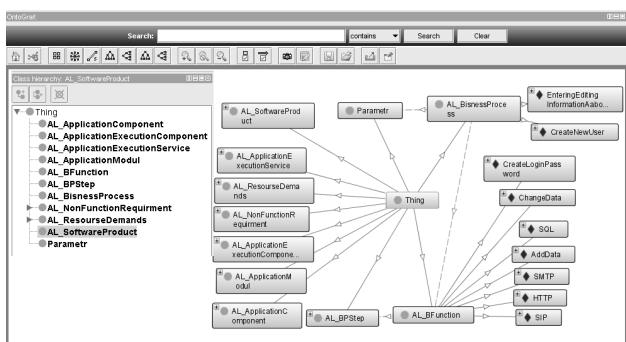 OntoGraf
Search:
contains
Search
Clear
Class hierarchy: AL_SoftwareProduct
Thing
AL_ApplicationComponent
AL_ApplicationExecutionComponent
AL_ApplicationExecutionService
AL_ApplicationModul
AL_BFunction
AL_BPStep
AL_BisnessProcess
AL_NonFunctionRequirment
AL_ResourseDemands
AL_SoftwareProduct
Parametr
AL_SoftwareProd
uct
Parametr
AL_BisnessProce
ss
EnteringEditing
InformationAabo...
CreateNewUser
AL_ApplicationE
xecutionService
AL_ResourseDema
nds
AL_NonFunctionR
equirment
AL_ApplicationE
xecutionCompone...
AL_ApplicationM
odul
AL_ApplicationC
omponent
Thing
CreateLoginPass
word
ChangeData
SQL
AddData
SMTP
HTTP
SIP
AL_BPStep
AL_BFunction